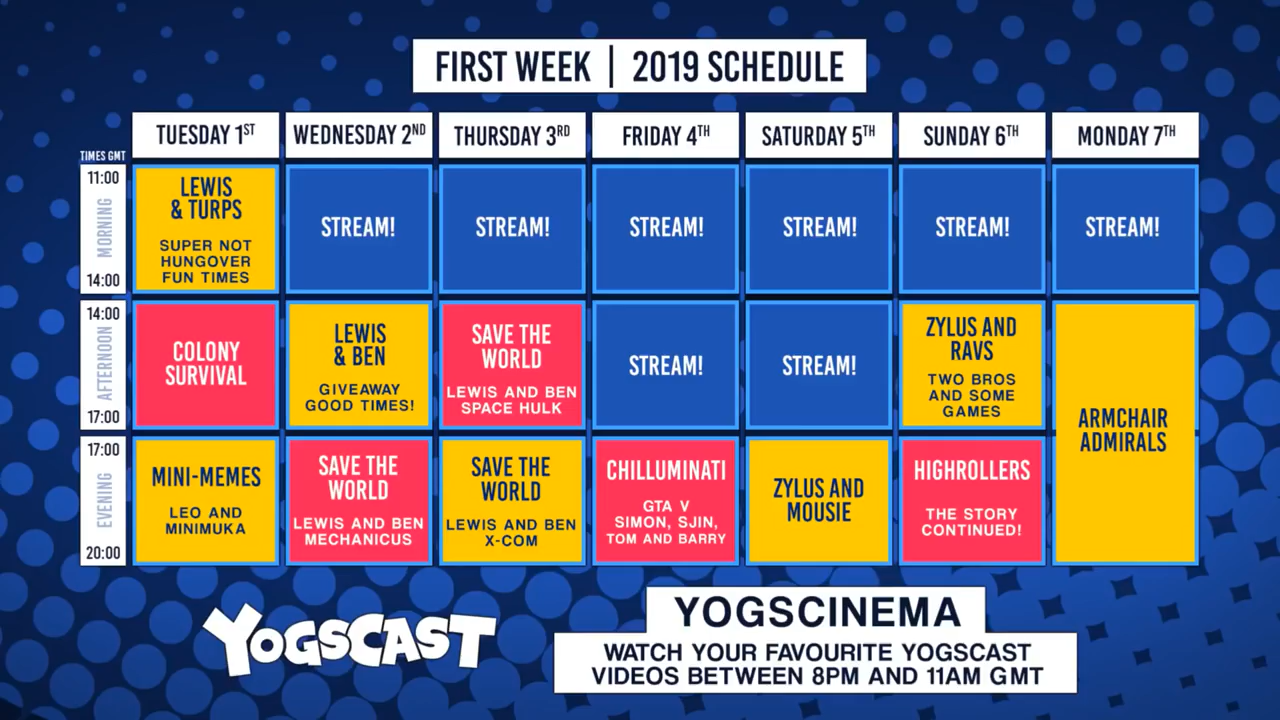 FIRST WEEK | 2019 SCHEDULE
TIMES GMT
TUESDAY 1ST
WEDNESDAY 2ND
THURSDAY 3RD
FRIDAY 4TH
SATURDAY 5TH
SUNDAY 6TH
MONDAY 7TH
11:00
MORNING
14:00
LEWIS
& TURPS
SUPER NOT
HUNGOVER
FUN TIMES
STREAM!
STREAM!
STREAM!
STREAM!
STREAM!
STREAM!
14:00
AFTERNOON
17:00
COLONY
SURVIVAL
LEWIS
& BEN
GIVEAWAY
GOOD TIMES!
SAVE THE
WORLD
LEWIS AND BEN
SPACE HULK
STREAM!
STREAM!
ZYLUS AND
RAVS
TWO BROS
AND SOME
GAMES
ARMCHAIR
ADMIRALS
17:00
EVENING
20:00
MINI-MEMES
LEO AND
MINIMUKA
SAVE THE
WORLD
LEWIS AND BEN
MECHANICUS
SAVE THE
WORLD
LEWIS AND BEN
X-COM
CHILLUMINATI
GTA V
SIMON, SJIN,
TOM AND BARRY
ZYLUS AND
MOUSIE
HIGHROLLERS
THE STORY
CONTINUED!
YOGSCAST
YOGSCINEMA
WATCH YOUR FAVOURITE YOGSCAST
VIDEOS BETWEEN 8PM AND 11AM GMT